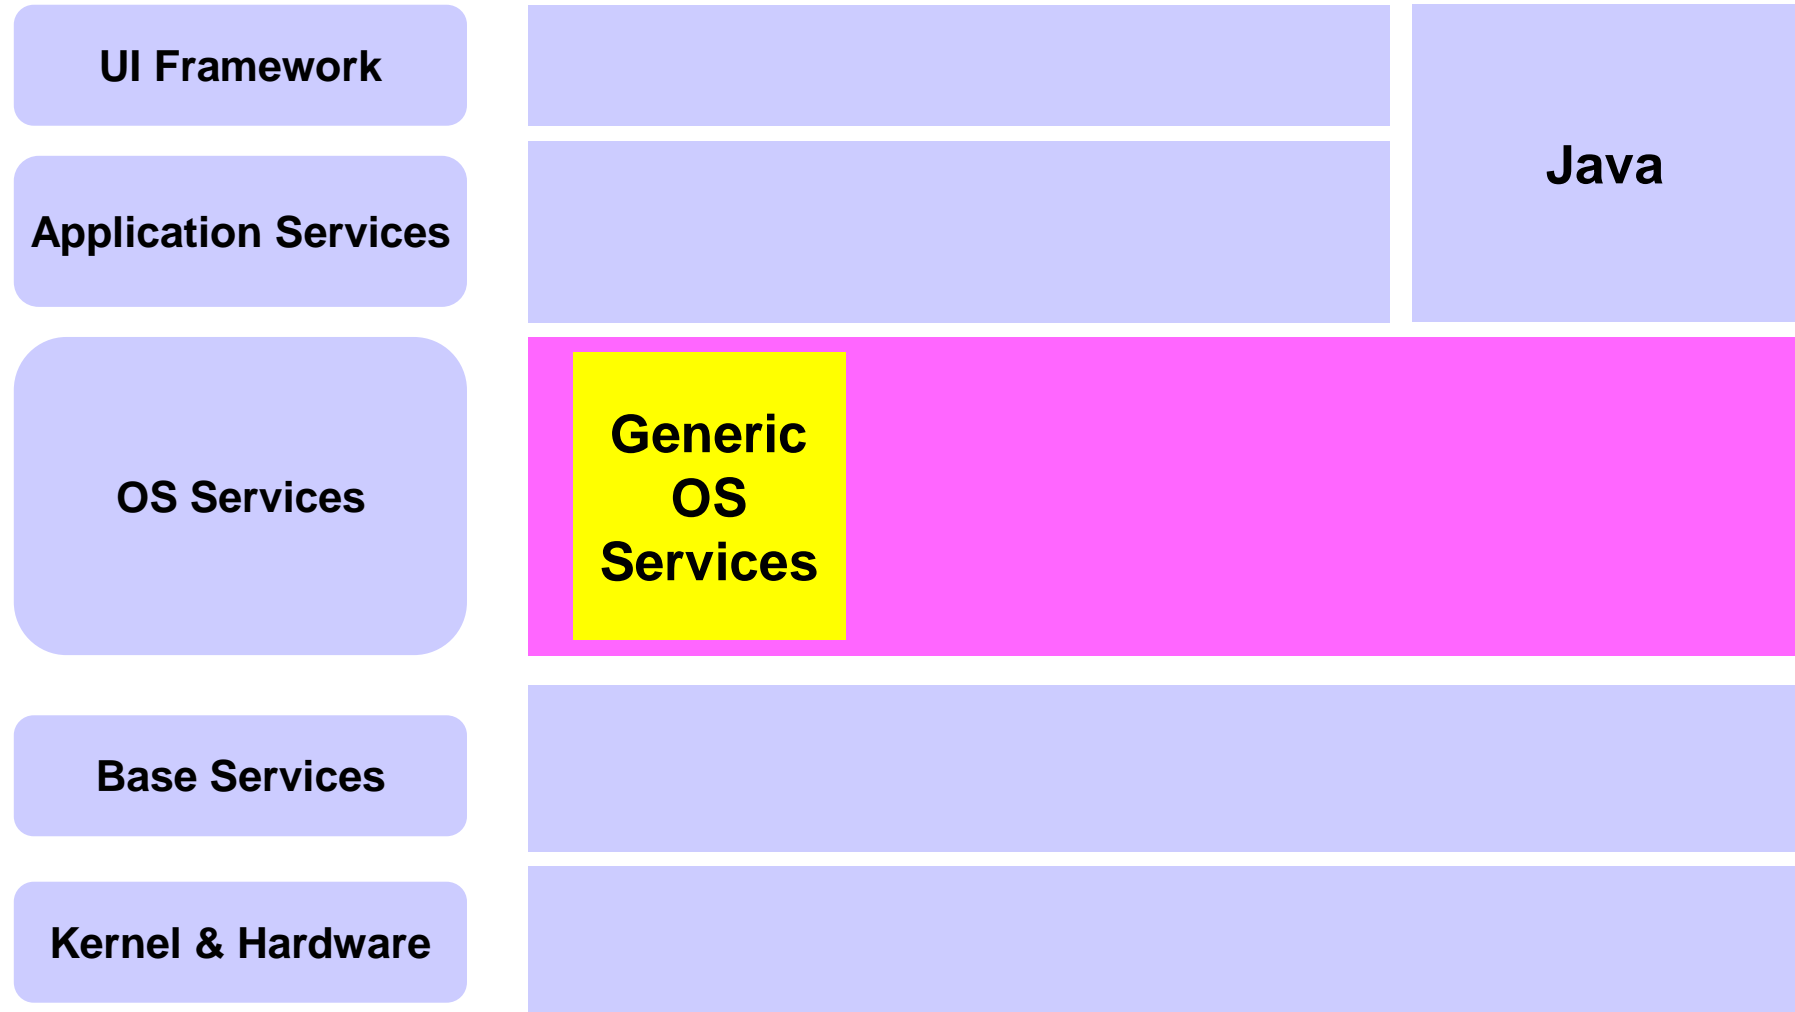 UI Framework
Java
Application Services
Generic
OS
Services
OS Services
Base Services
Kernel & Hardware